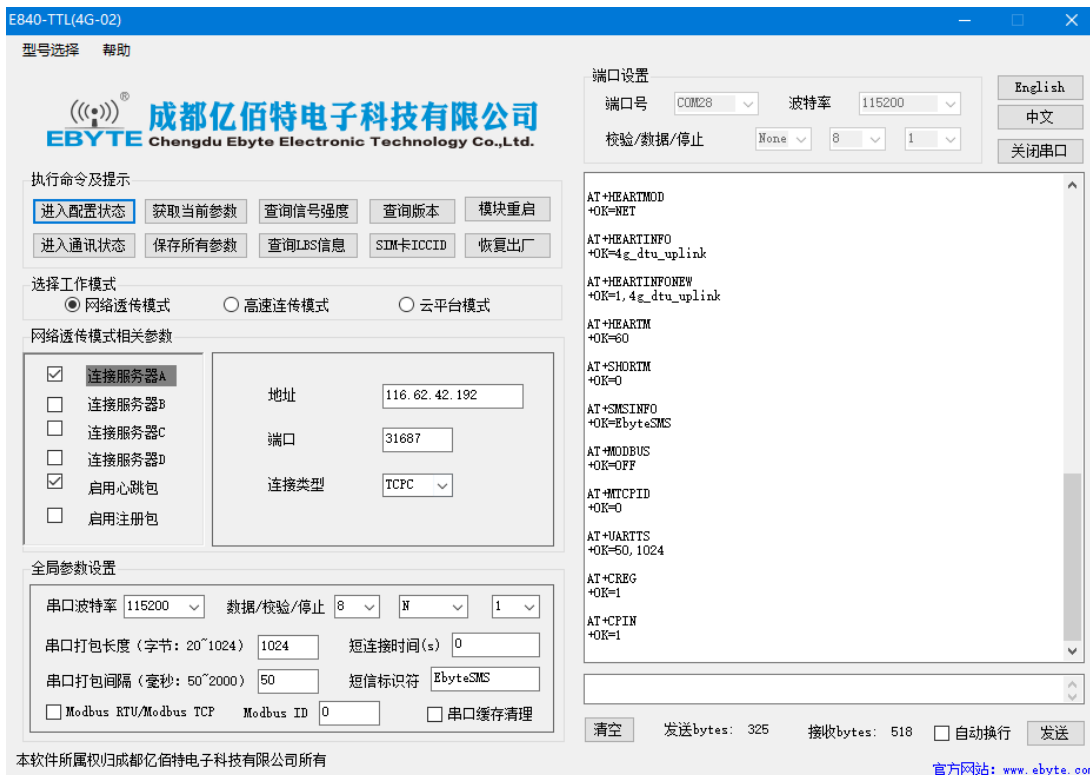 E840-TTL(4G-02)
型号选择 帮助
((•))® 成都亿佰特电子科技有限公司
EBYTE Chengdu Ebyte Electronic Technology Co.,Ltd.
端口设置
端口号 COM28 波特率 115200
校验/数据/停止 None 8 1
English
中文
关闭串口
执行命令及提示
进入配置状态 获取当前参数 查询信号强度 查询版本 模块重启
进入通讯状态 保存所有参数 查询LBS信息 SIM卡ICCID 恢复出厂
选择工作模式
网络透传模式 高速连传模式 云平台模式
网络透传模式相关参数
连接服务器A
连接服务器B
连接服务器C
连接服务器D
启用心跳包
启用注册包
地址 116.62.42.192
端口 31687
连接类型 TCPC
全局参数设置
串口波特率 115200 数据/校验/停止 8 N 1
串口打包长度（字节：20~1024） 1024 短连接时间(s) 0
串口打包间隔（毫秒：50~2000） 50 短信标识符 EbyteSMS
Modbus RTU/Modbus TCP Modbus ID 0 串口缓存清理
AT+HEARTMOD
+OK=NET
AT+HEARTINFO
+OK=4g_dtu_uplink
AT+HEARTINFONEW
+OK=1,4g_dtu_uplink
AT+HEARTM
+OK=60
AT+SHORTM
+OK=0
AT+SMSINFO
+OK=EbyteSMS
AT+MODBUS
+OK=OFF
AT+MTCPID
+OK=0
AT+UARTTS
+OK=50,1024
AT+CREG
+OK=1
AT+CPIN
+OK=1
清空 发送bytes: 325 接收bytes: 518 自动换行 发送
本软件所属权归成都亿佰特电子科技有限公司所有
官方网站：www.ebyte.com